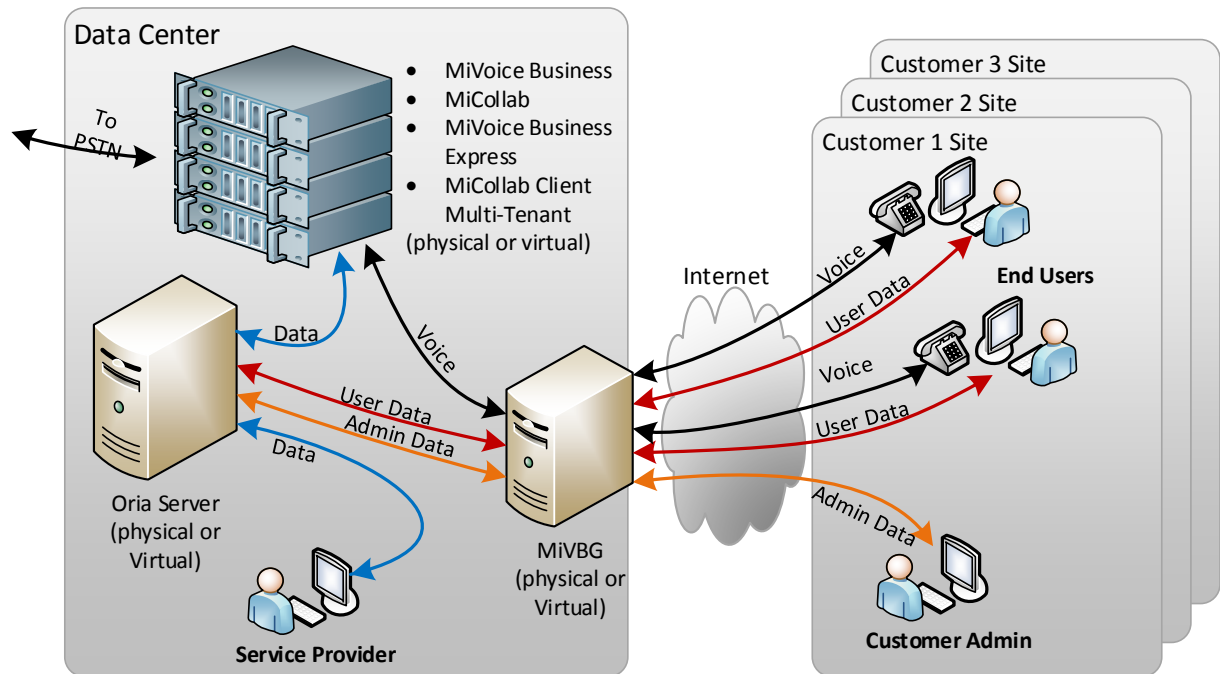 Data Center
• MiVoice Business
• MiCollab
• MiVoice Business
Express
• MiCollab Client
Multi-Tenant
(physical or virtual)
To
PSTN
Customer 3 Site
Customer 2 Site
Customer 1 Site
Internet
Voice
User Data
End Users
Voice
User Data
Admin Data
Customer Admin
Data
Voice
User Data
Admin Data
Data
Oria Server
(physical or
Virtual)
MiVBG
(physical or
Virtual)
Service Provider